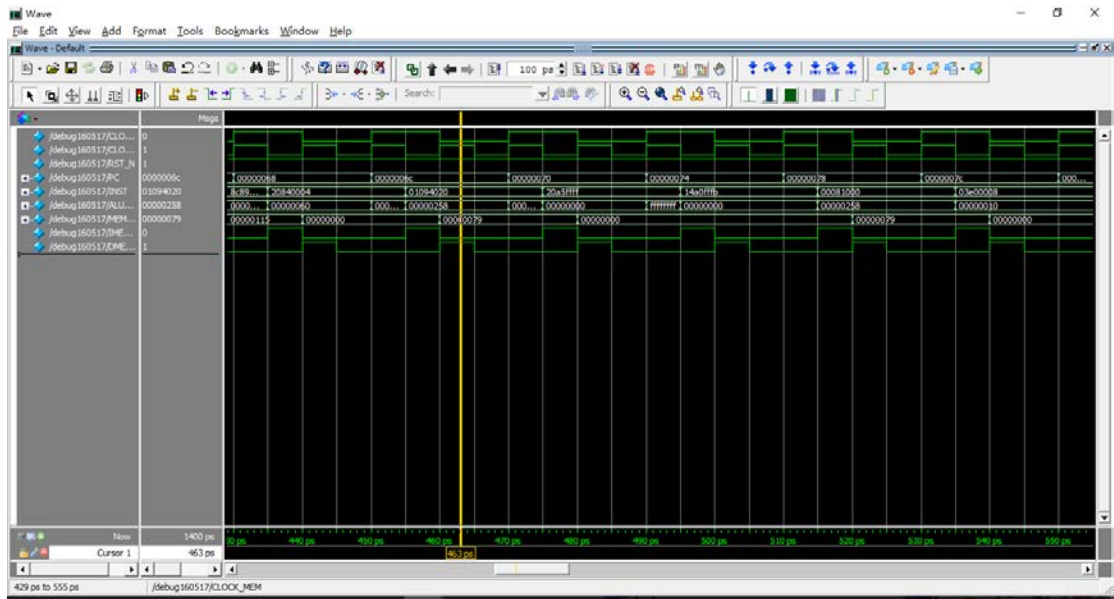 Wave
File Edit View Add Format Tools Bookmarks Window Help
Wave - Default
100 ps
Search:
Msgs
/debug160517/CLO... 0
/debug160517/CLO... 1
/debug160517/RST_N 1
/debug160517/PC 0000006c 00000068 0000006c 00000070 00000074 00000078 0000007c 000...
/debug160517/INST 01094020 8c89... 20840004 01094020 20a5ffff 14a0fffb 00081000 03e00008
/debug160517/ALU... 00000258 0000... 00000060 000... 00000258 000... 00000000 ffffffff 00000000 00000258 00000010
/debug160517/MEM... 00000079 00000115 00000000 00000079 00000000 00000079 00000000
/debug160517/IME... 0
/debug160517/DME... 1
Now 1400 ps
440 ps 450 ps 460 ps 470 ps 480 ps 490 ps 500 ps 510 ps 520 ps 530 ps 540 ps 550 ps
Cursor 1 463 ps 463 ps
429 ps to 555 ps /debug160517/CLOCK_MEM